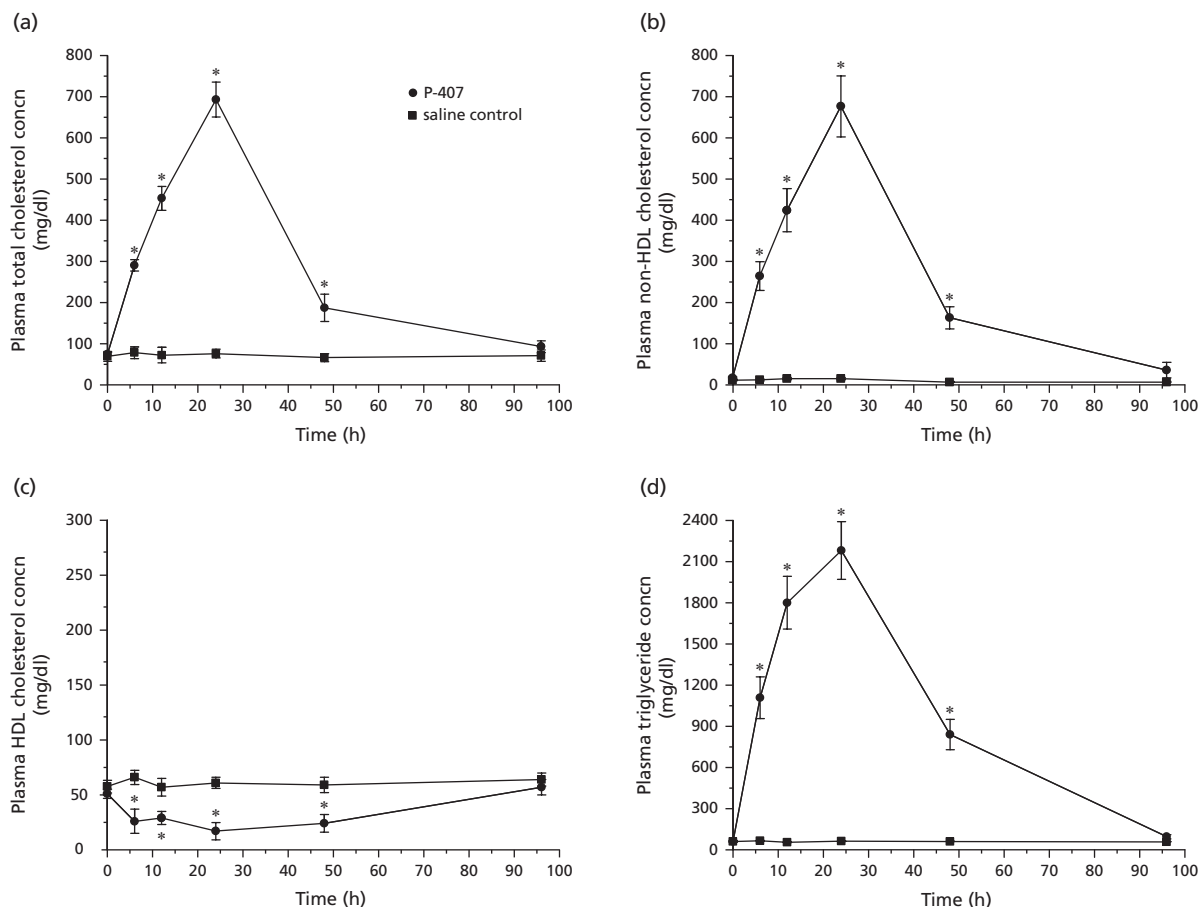 (a)
Plasma total cholesterol concn
(mg/dl)
800
700
600
500
400
300
200
100
0
*
*
*
*
P-407
saline control
0 10 20 30 40 50 60 70 80 90 100
Time (h)
(b)
Plasma non-HDL cholesterol concn
(mg/dl)
800
700
600
500
400
300
200
100
0
*
*
*
*
0 10 20 30 40 50 60 70 80 90 100
Time (h)
(c)
Plasma HDL cholesterol concn
(mg/dl)
300
250
200
150
100
50
0
* * * *
0 10 20 30 40 50 60 70 80 90 100
Time (h)
(d)
Plasma triglyceride concn
(mg/dl)
2400
2100
1800
1500
1200
900
600
300
0
*
*
*
*
0 10 20 30 40 50 60 70 80 90 100
Time (h)